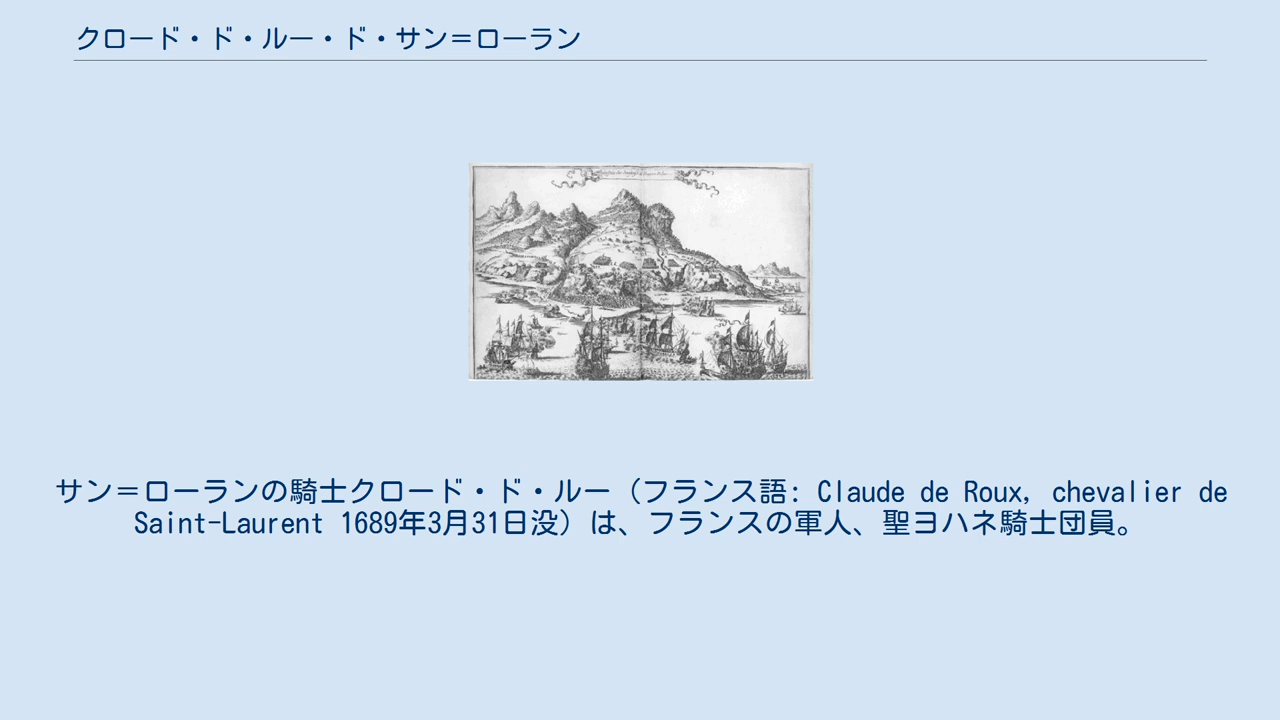 クロード・ド・ルー・ド・サン＝ローラン
サン＝ローランの騎士クロード・ド・ルー（フランス語: Claude de Roux, chevalier de
Saint-Laurent 1689年3月31日没）は、フランスの軍人、聖ヨハネ騎士団員。